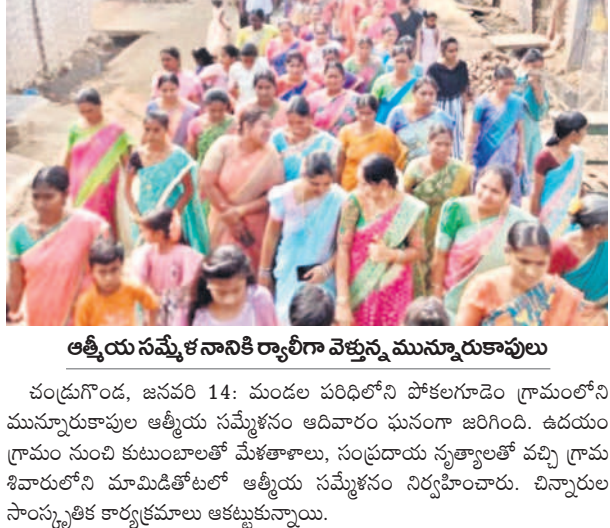 ఆత్మీయ సమ్మేళనానికి ర్యాలీగా వెళ్తున్న మున్నూరుకాపులు
చండ్రుగొండ, జనవరి 14: మండల పరిధిలోని పోకలగూడెం గ్రామంలోని
మున్నూరుకాపుల ఆత్మీయ సమ్మేళనం ఆదివారం ఘనంగా జరిగింది. ఉదయం
గ్రామం నుంచి కుటుంబాలతో మేళతాళాలు, సంప్రదాయ నృత్యాలతో వచ్చి గ్రామ
శివారులోని మామిడితోటలో ఆత్మీయ సమ్మేళనం నిర్వహించారు. చిన్నారుల
సాంస్కృతిక కార్యక్రమాలు ఆకట్టుకున్నాయి.